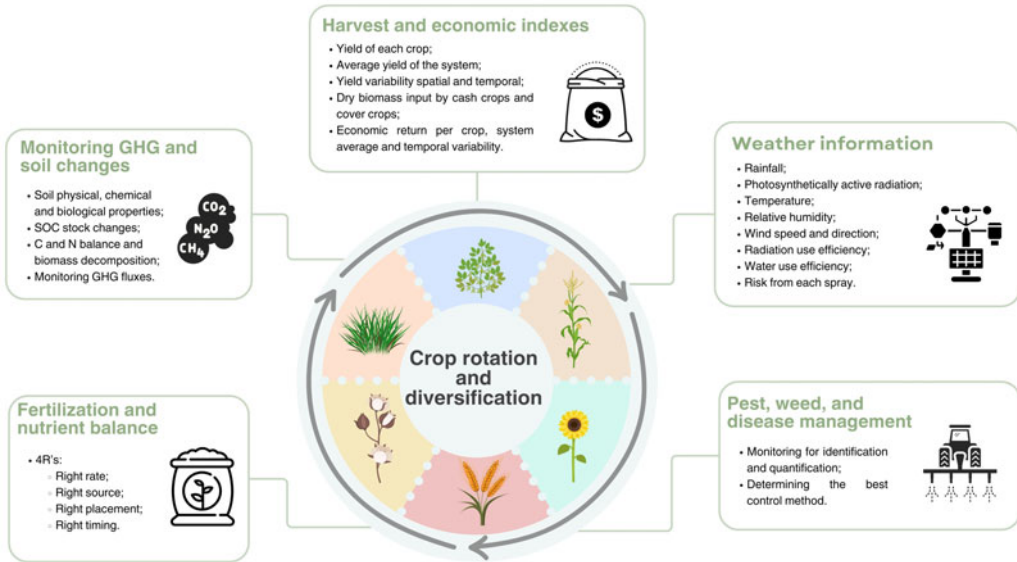 Harvest and economic indexes
• Yield of each crop;
• Average yield of the system;
• Yield variability spatial and temporal;
• Dry biomass input by cash crops and
cover crops;
• Economic return per crop, system
average and temporal variability.
$
Monitoring GHG and
soil changes
• Soil physical, chemical
and biological properties;
• SOC stock changes;
• C and N balance and
biomass decomposition;
• Monitoring GHG fluxes.
CO2
N2O
CH4
Weather information
• Rainfall;
• Photosynthetically active radiation;
• Temperature;
• Relative humidity;
• Wind speed and direction;
• Radiation use efficiency;
• Water use efficiency;
• Risk from each spray.
Crop rotation
and
diversification
Fertilization and
nutrient balance
• 4R's:
○ Right rate;
○ Right source;
○ Right placement;
○ Right timing.
Pest, weed, and
disease management
• Monitoring for identification
and quantification;
• Determining the best
control method.